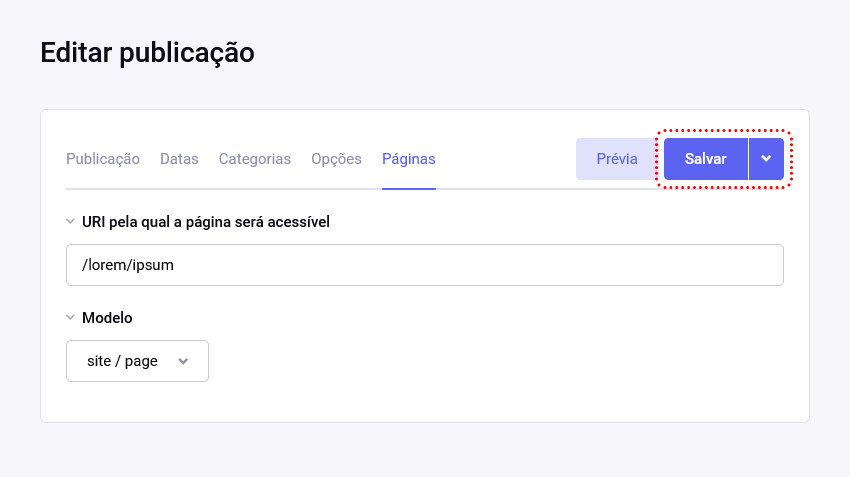 Editar publicação
Publicação Datas Categorias Opções Páginas Prévia Salvar
URI pela qual a página será acessível
/lorem/ipsum
Modelo
site / page